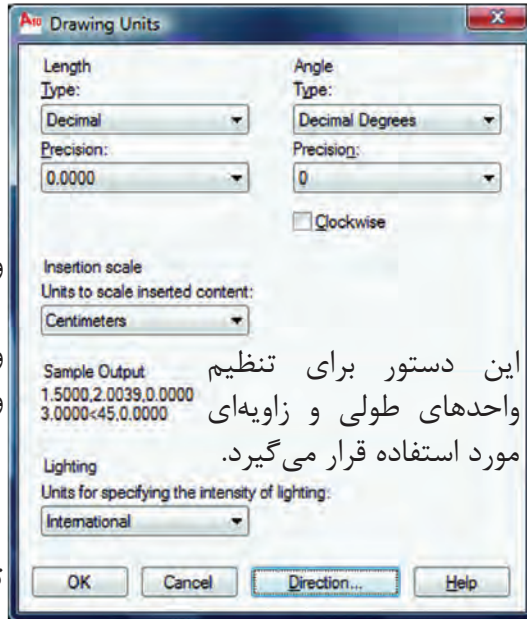 A10 Drawing Units
Length
Type:
Decimal
Precision:
0.0000
Angle
Type:
Decimal Degrees
Precision:
0
Clockwise
Insertion scale
Units to scale inserted content:
Centimeters
Sample Output
1.5000,2.0039,0.0000
3.0000<45,0.0000
این دستور برای تنظیم
واحدهای طولی و زاویه‌ای
مورد استفاده قرار می‌گیرد.
Lighting
Units for specifying the intensity of lighting:
International
OK Cancel Direction... Help